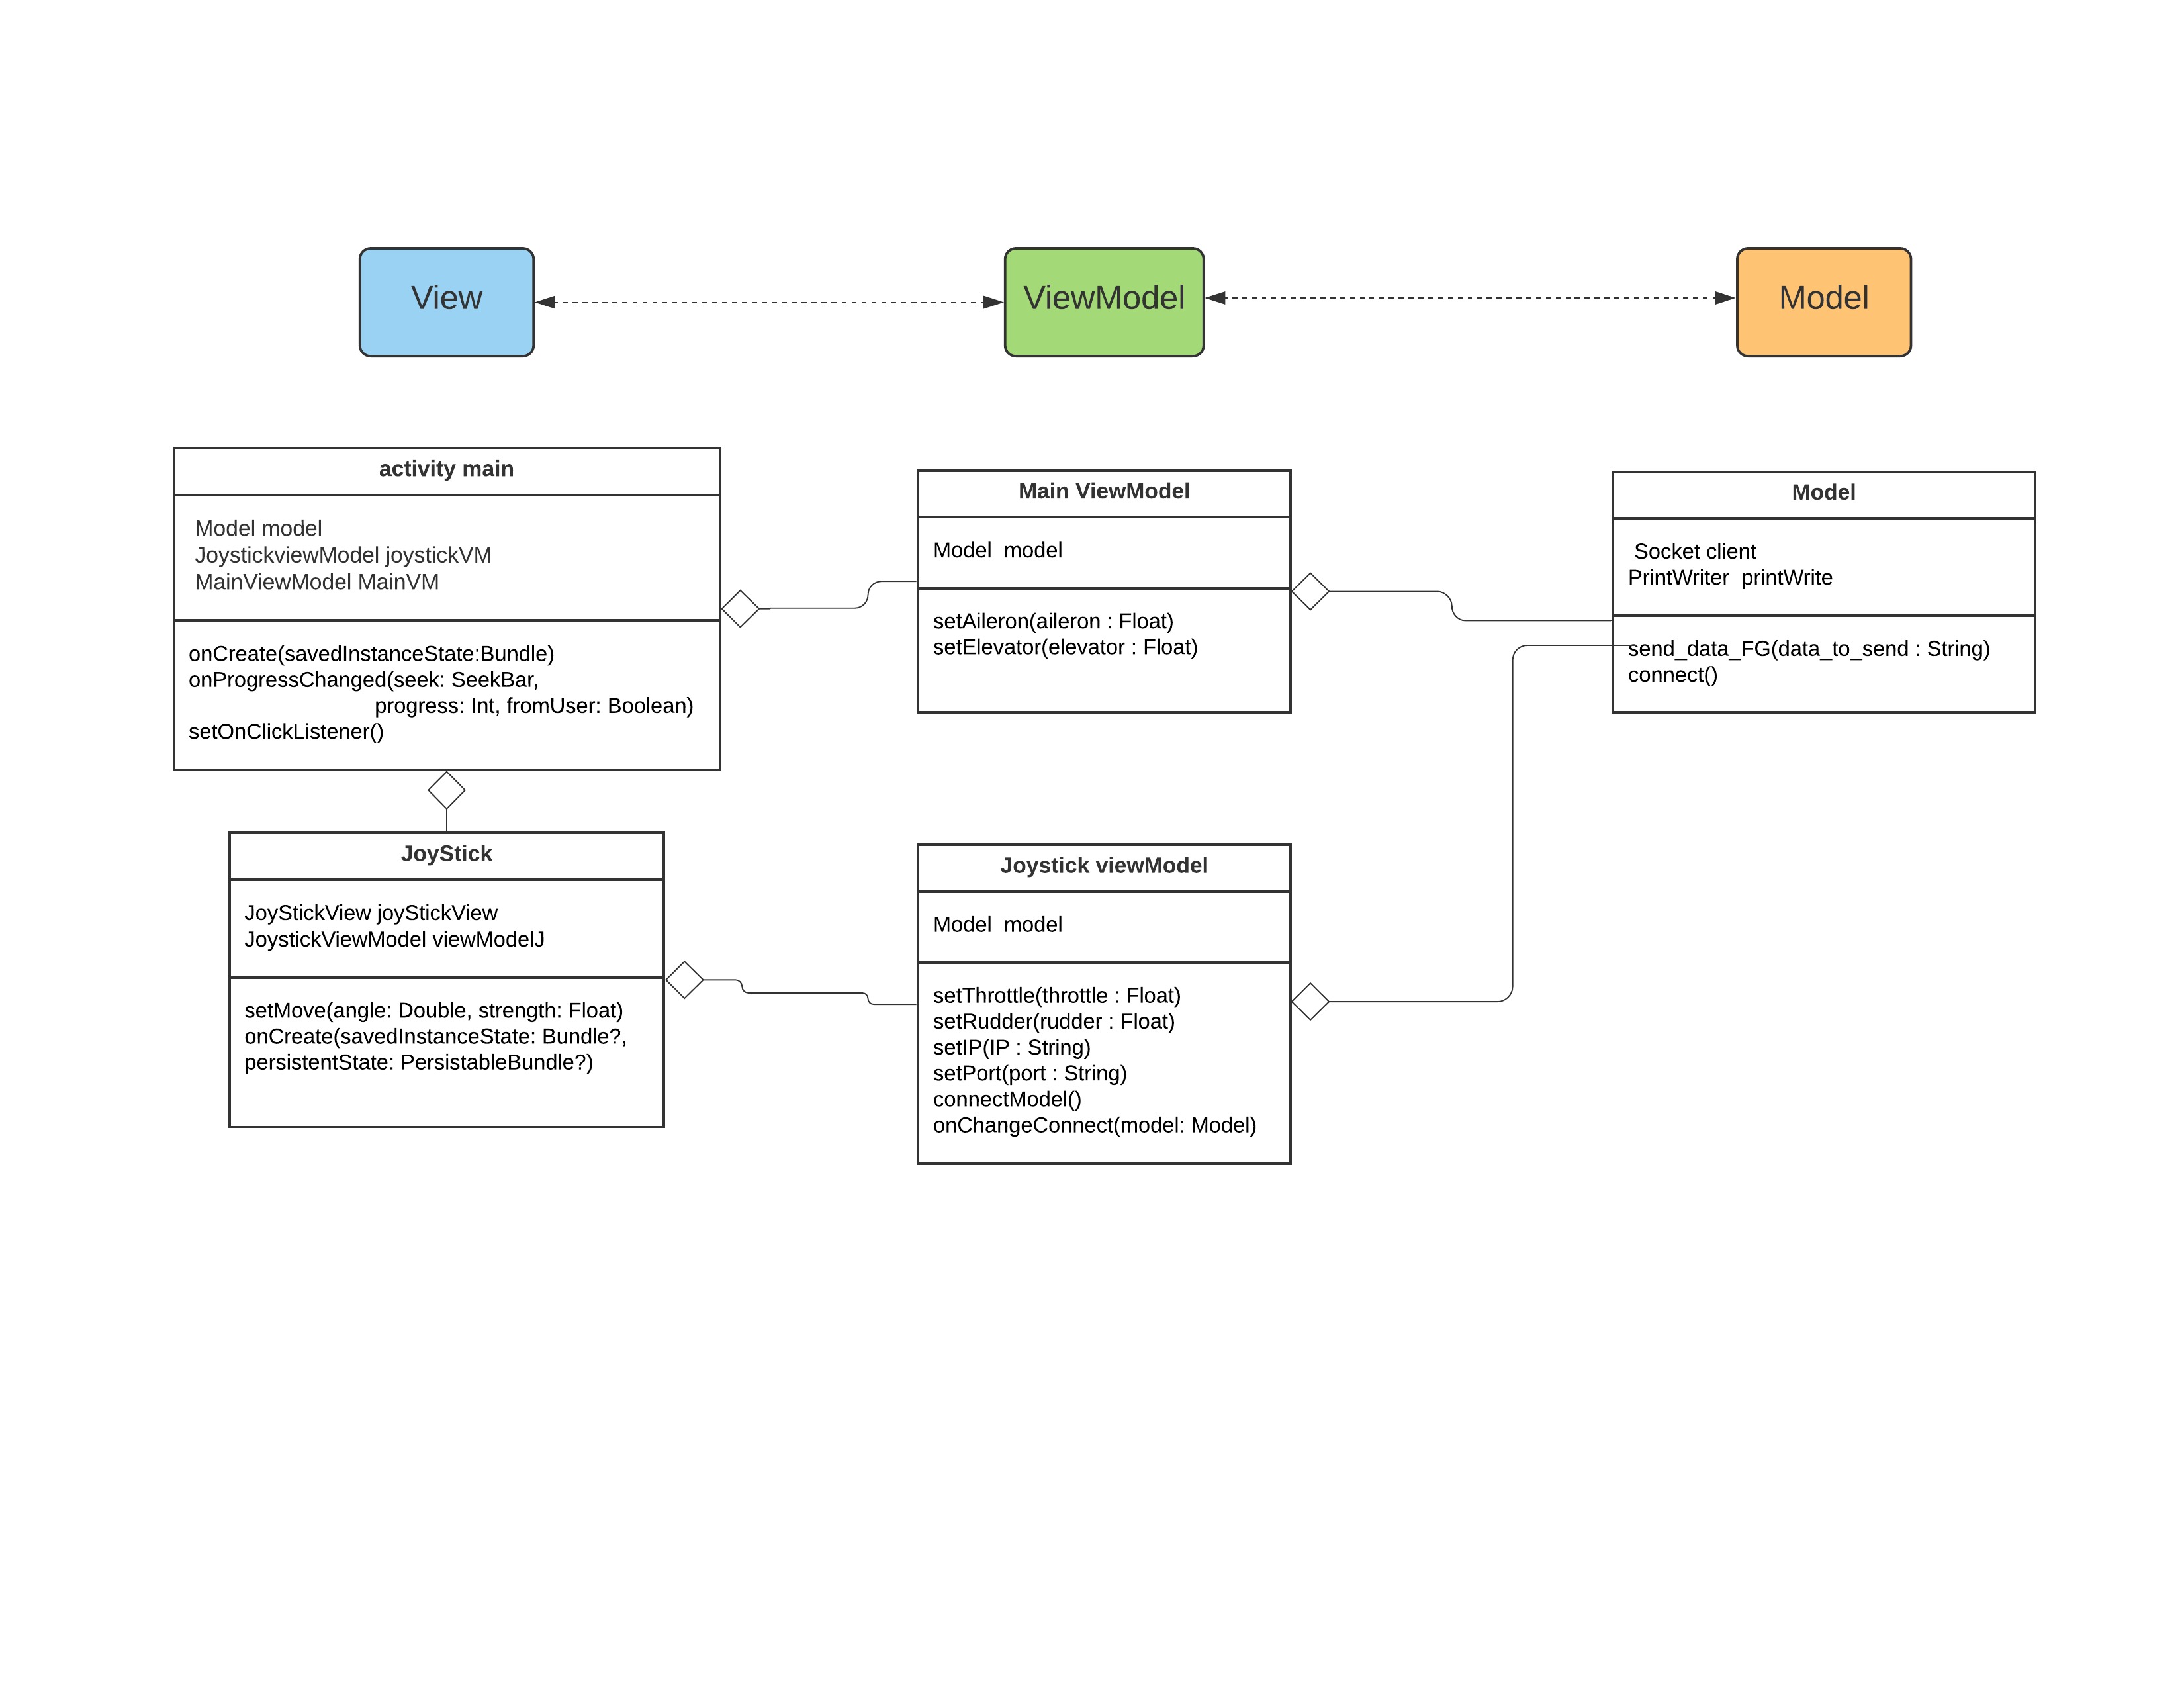 View
ViewModel
Model
activity main
Model model
JoystickviewModel joystickVM
MainViewModel MainVM
onCreate(savedInstanceState:Bundle)
onProgressChanged(seek: SeekBar,
progress: Int, fromUser: Boolean)
setOnClickListener()
Main ViewModel
Model  model
setAileron(aileron : Float)
setElevator(elevator : Float)
Model
Socket client
PrintWriter  printWrite
send_data_FG(data_to_send : String)
connect()
JoyStick
JoyStickView joyStickView
JoystickViewModel viewModelJ
setMove(angle: Double, strength: Float)
onCreate(savedInstanceState: Bundle?,
persistentState: PersistableBundle?)
Joystick viewModel
Model  model
setThrottle(throttle : Float)
setRudder(rudder : Float)
setIP(IP : String)
setPort(port : String)
connectModel()
onChangeConnect(model: Model)